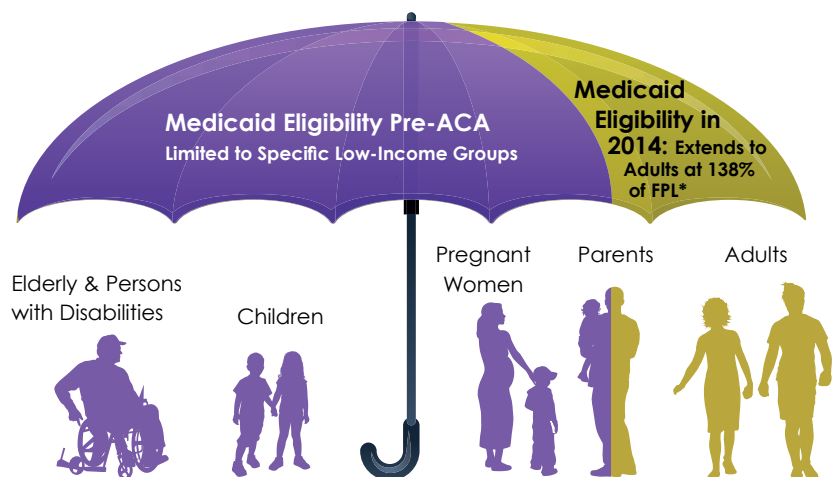 Medicaid Eligibility Pre-ACA
Limited to Specific Low-Income Groups
Medicaid
Eligibility in
2014: Extends to
Adults at 138%
of FPL*
Elderly & Persons
with Disabilities
Children
Pregnant
Women
Parents
Adults